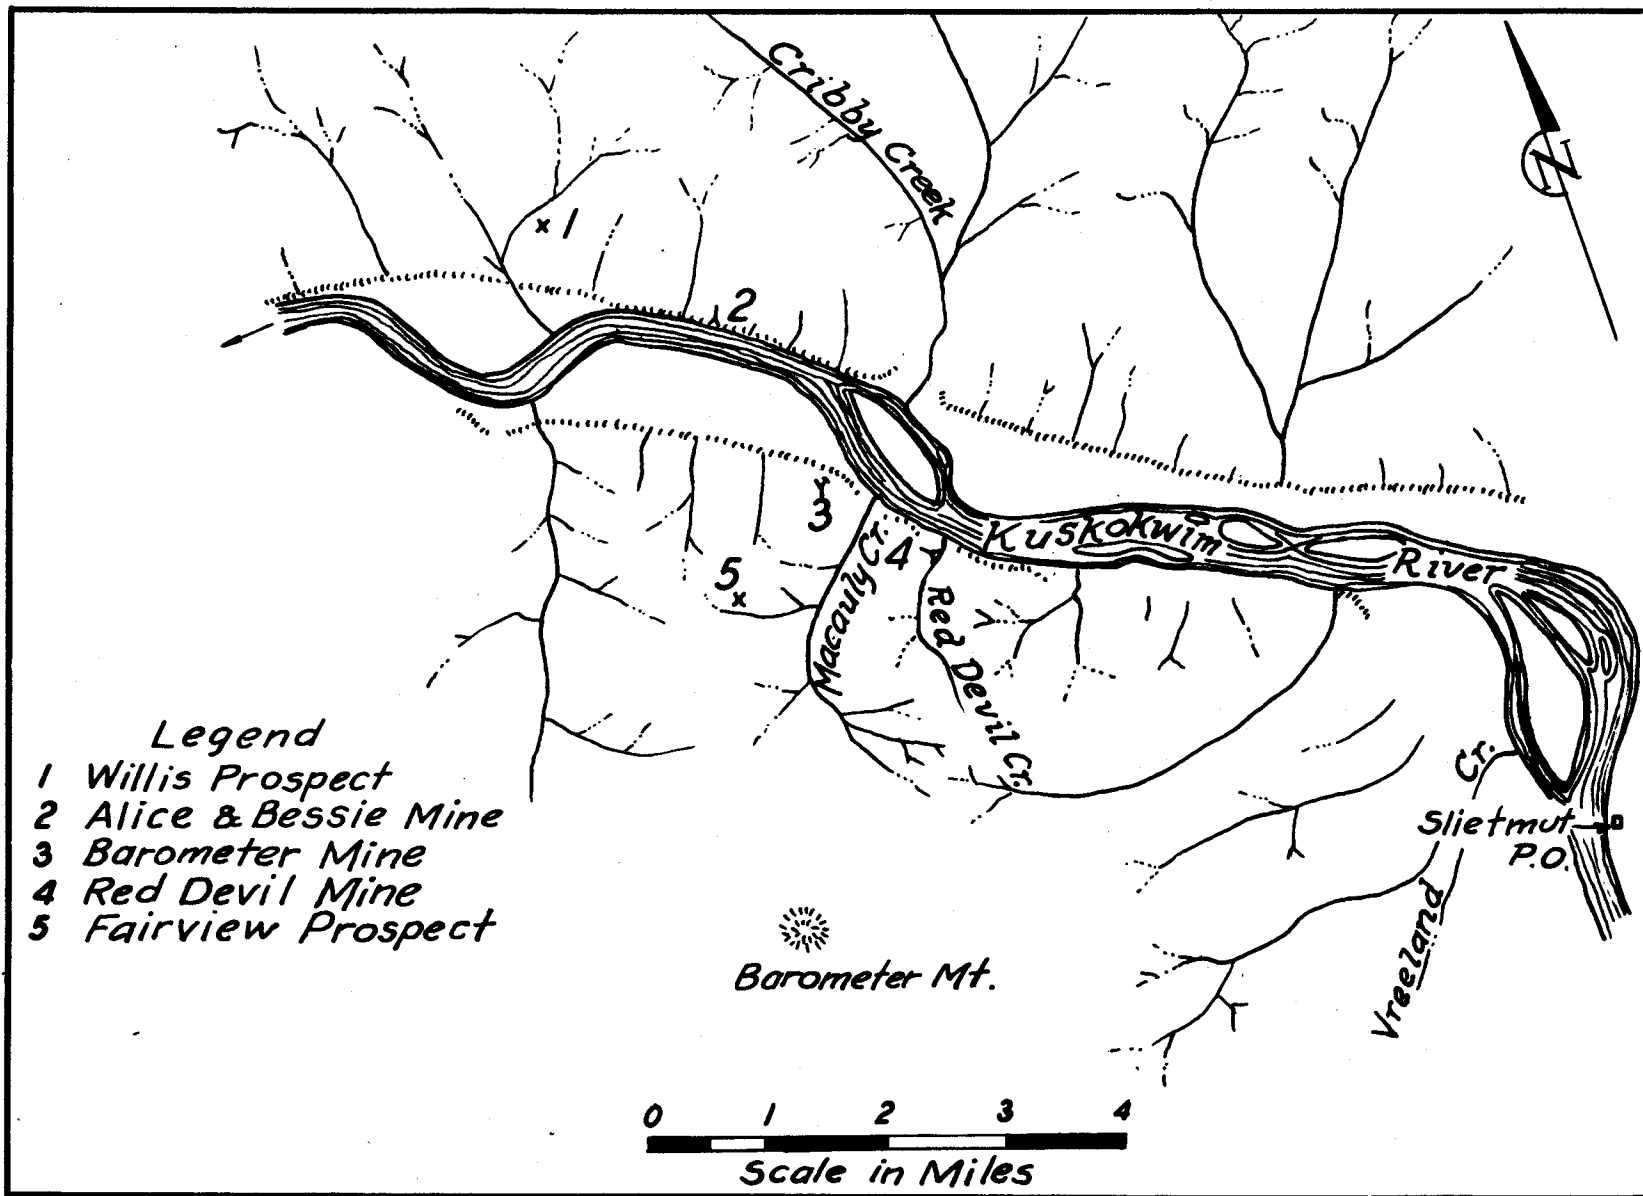 Cribby Creek
N
1
2
3
4
5
Macauly Cr.
Red Devil Cr.
Kuskokwim River
Cr.
Vreeland
Slietmut
P.O.
Barometer Mt.
Legend
1 Willis Prospect
2 Alice & Bessie Mine
3 Barometer Mine
4 Red Devil Mine
5 Fairview Prospect
0 1 2 3 4
Scale in Miles